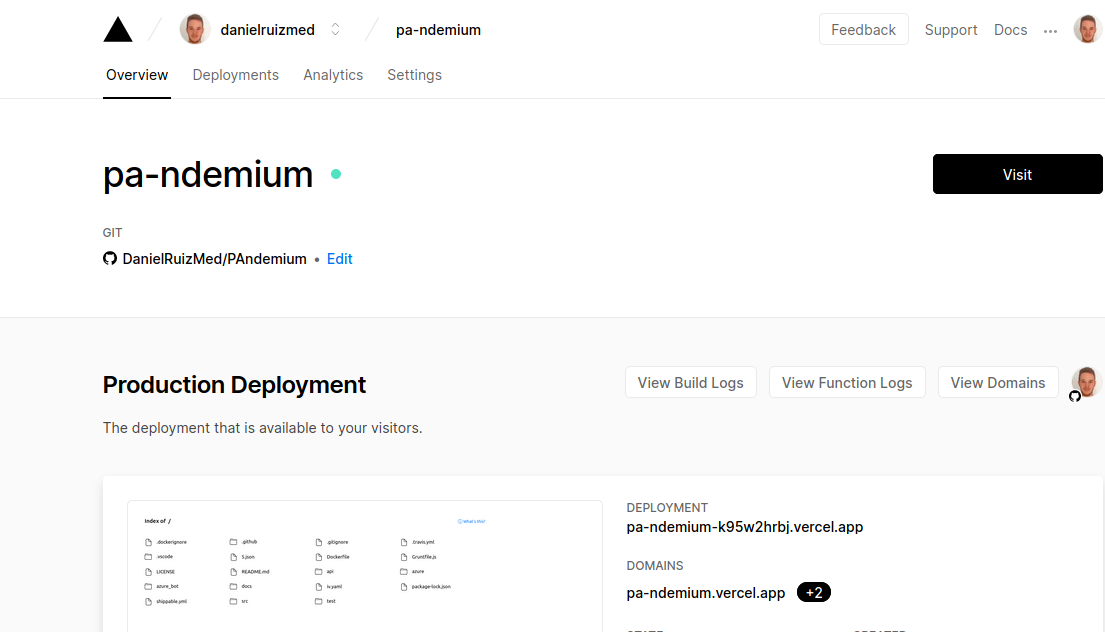 danielruizmed pa-ndemium Feedback Support Docs ...
Overview Deployments Analytics Settings
pa-ndemium Visit
GIT
DanielRuizMed/PAndemium • Edit
Production Deployment View Build Logs View Function Logs View Domains
The deployment that is available to your visitors.
Index of / What's this?
.dockerignore .github .gitignore .travis.yml
.vscode 5.json Dockerfile Gruntfile.js
LICENSE README.md api azure
azure_bot docs iv.yaml package-lock.json
shippable.yml src test
DEPLOYMENT
pa-ndemium-k95w2hrbj.vercel.app
DOMAINS
pa-ndemium.vercel.app +2